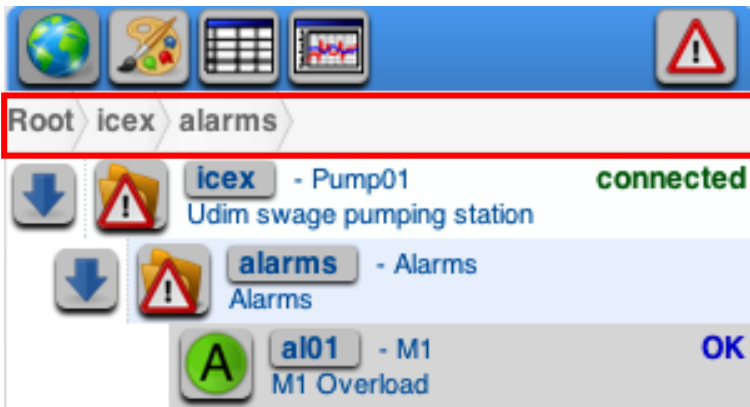 Root icex alarms
icex - Pump01 connected
Udim swage pumping station
alarms - Alarms
Alarms
A al01 - M1 OK
M1 Overload